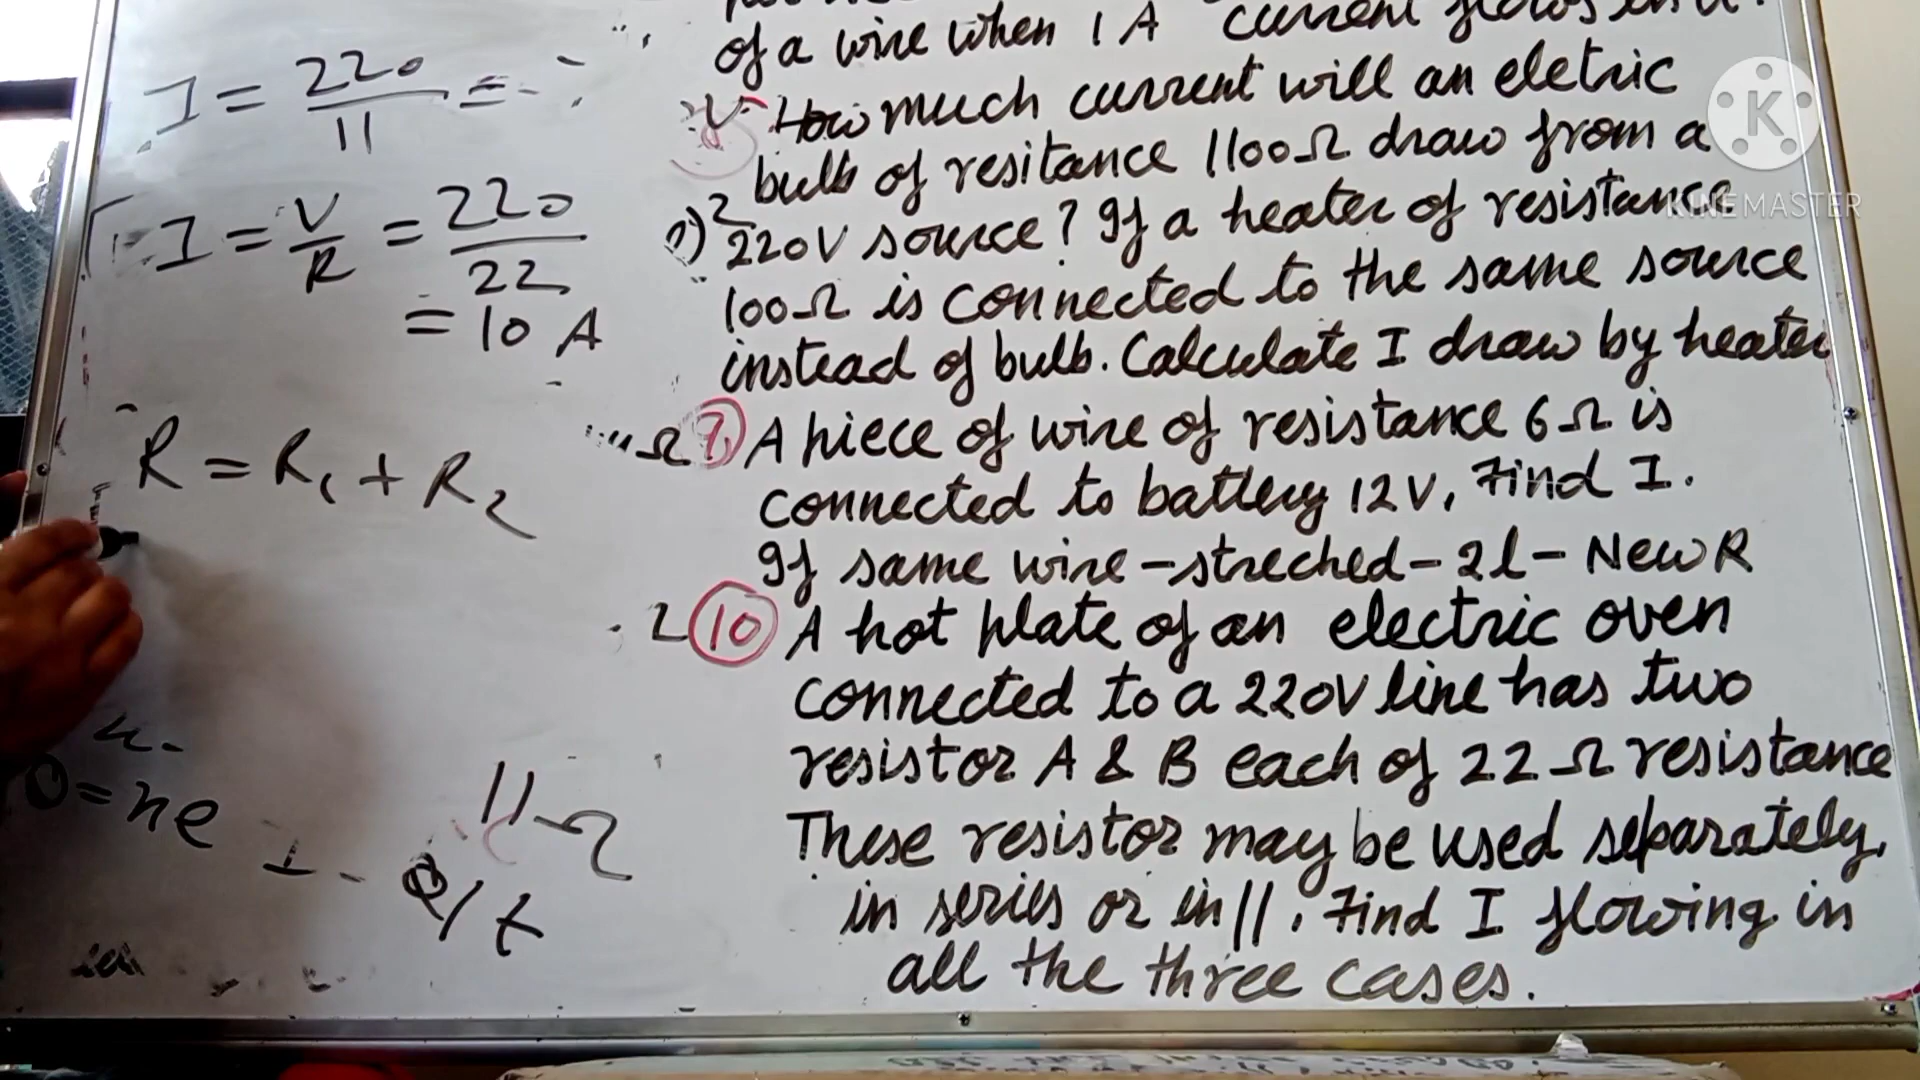 I = 220/11 =
I = V/R = 220/22
= 10 A
R = R1 + R2
= ne
11 Ω
I - Q/t
of a wire when 1 A current flows in it.
How much current will an eletric
bulb of resitance 1100Ω draw from a
220V source? If a heater of resistance
100Ω is connected to the same source
instead of bulb. Calculate I draw by heater
A piece of wire of resistance 6Ω is
connected to battery 12V, Find I.
If same wire - streched - 2l - New R
10 A hot plate of an electric oven
connected to a 220V line has two
resistor A & B each of 22Ω resistance
These resistor may be used separately,
in series or in ||. Find I flowing in
all the three cases.
K
KINEMASTER